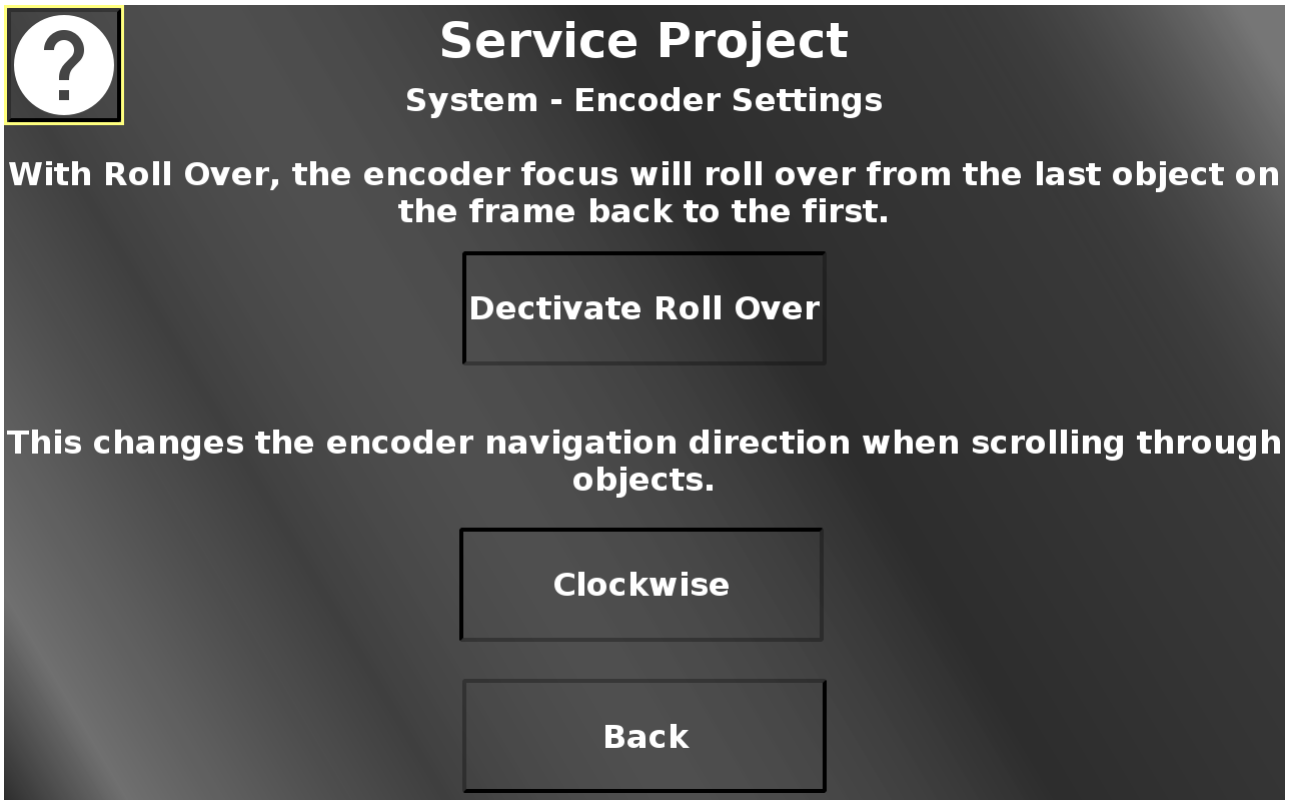 ?
Service Project
System - Encoder Settings
With Roll Over, the encoder focus will roll over from the last object on
the frame back to the first.
Dectivate Roll Over
This changes the encoder navigation direction when scrolling through
objects.
Clockwise
Back